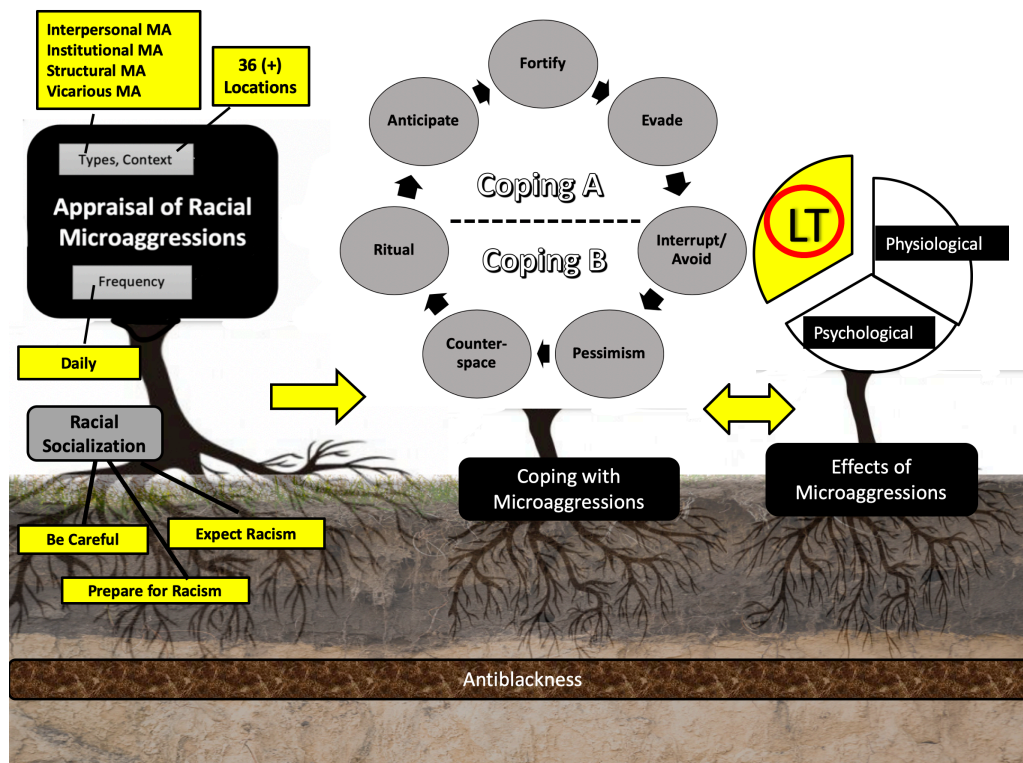 Interpersonal MA
Institutional MA
Structural MA
Vicarious MA
36 (+)
Locations
Types, Context
Appraisal of Racial
Microaggressions
Frequency
Daily
Racial
Socialization
Be Careful
Expect Racism
Prepare for Racism
Fortify
Anticipate
Evade
Coping A
Ritual
Interrupt/
Avoid
Coping B
Counter-
space
Pessimism
Coping with
Microaggressions
LT
Physiological
Psychological
Effects of
Microaggressions
Antiblackness